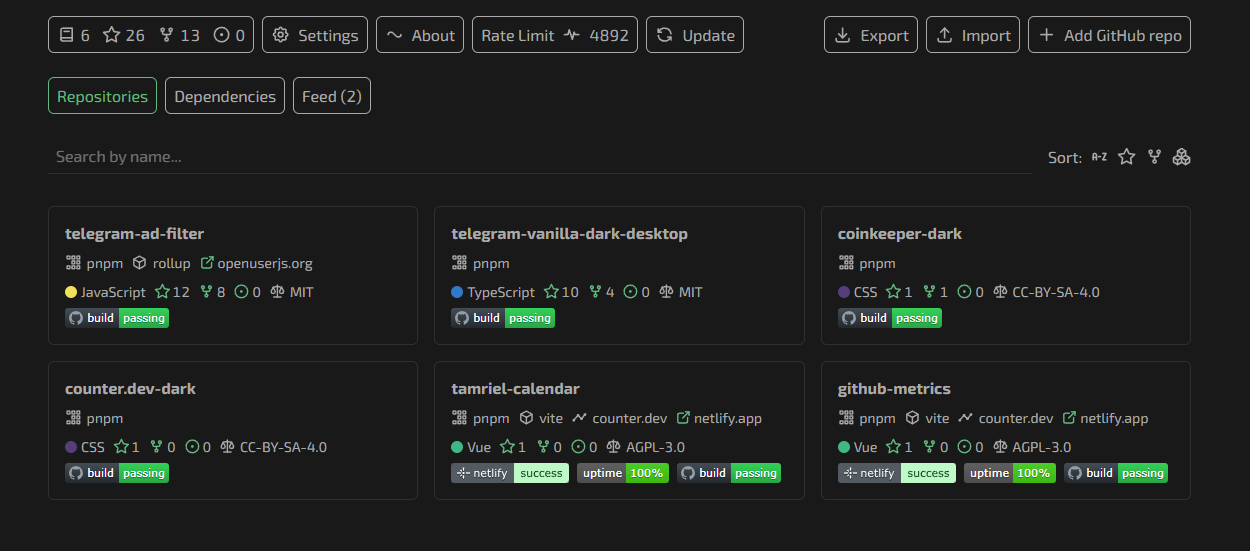 6 26 13 0 Settings About Rate Limit 4892 Update Export Import Add GitHub repo
Repositories Dependencies Feed (2)
Search by name... Sort: A-Z
telegram-ad-filter
pnpm rollup openuserjs.org
JavaScript 12 8 0 MIT
build passing
telegram-vanilla-dark-desktop
pnpm
TypeScript 10 4 0 MIT
build passing
coinkeeper-dark
pnpm
CSS 1 1 0 CC-BY-SA-4.0
build passing
counter.dev-dark
pnpm
CSS 1 0 0 CC-BY-SA-4.0
build passing
tamriel-calendar
pnpm vite counter.dev netlify.app
Vue 1 0 0 AGPL-3.0
netlify success uptime 100% build passing
github-metrics
pnpm vite counter.dev netlify.app
Vue 1 0 0 AGPL-3.0
netlify success uptime 100% build passing